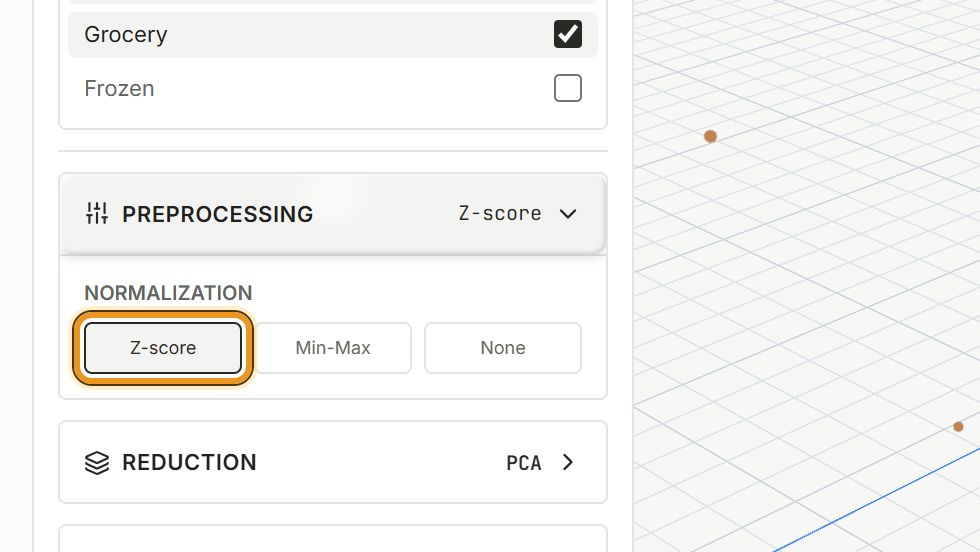 Grocery
Frozen
PREPROCESSING Z-score
NORMALIZATION
Z-score Min-Max None
REDUCTION PCA